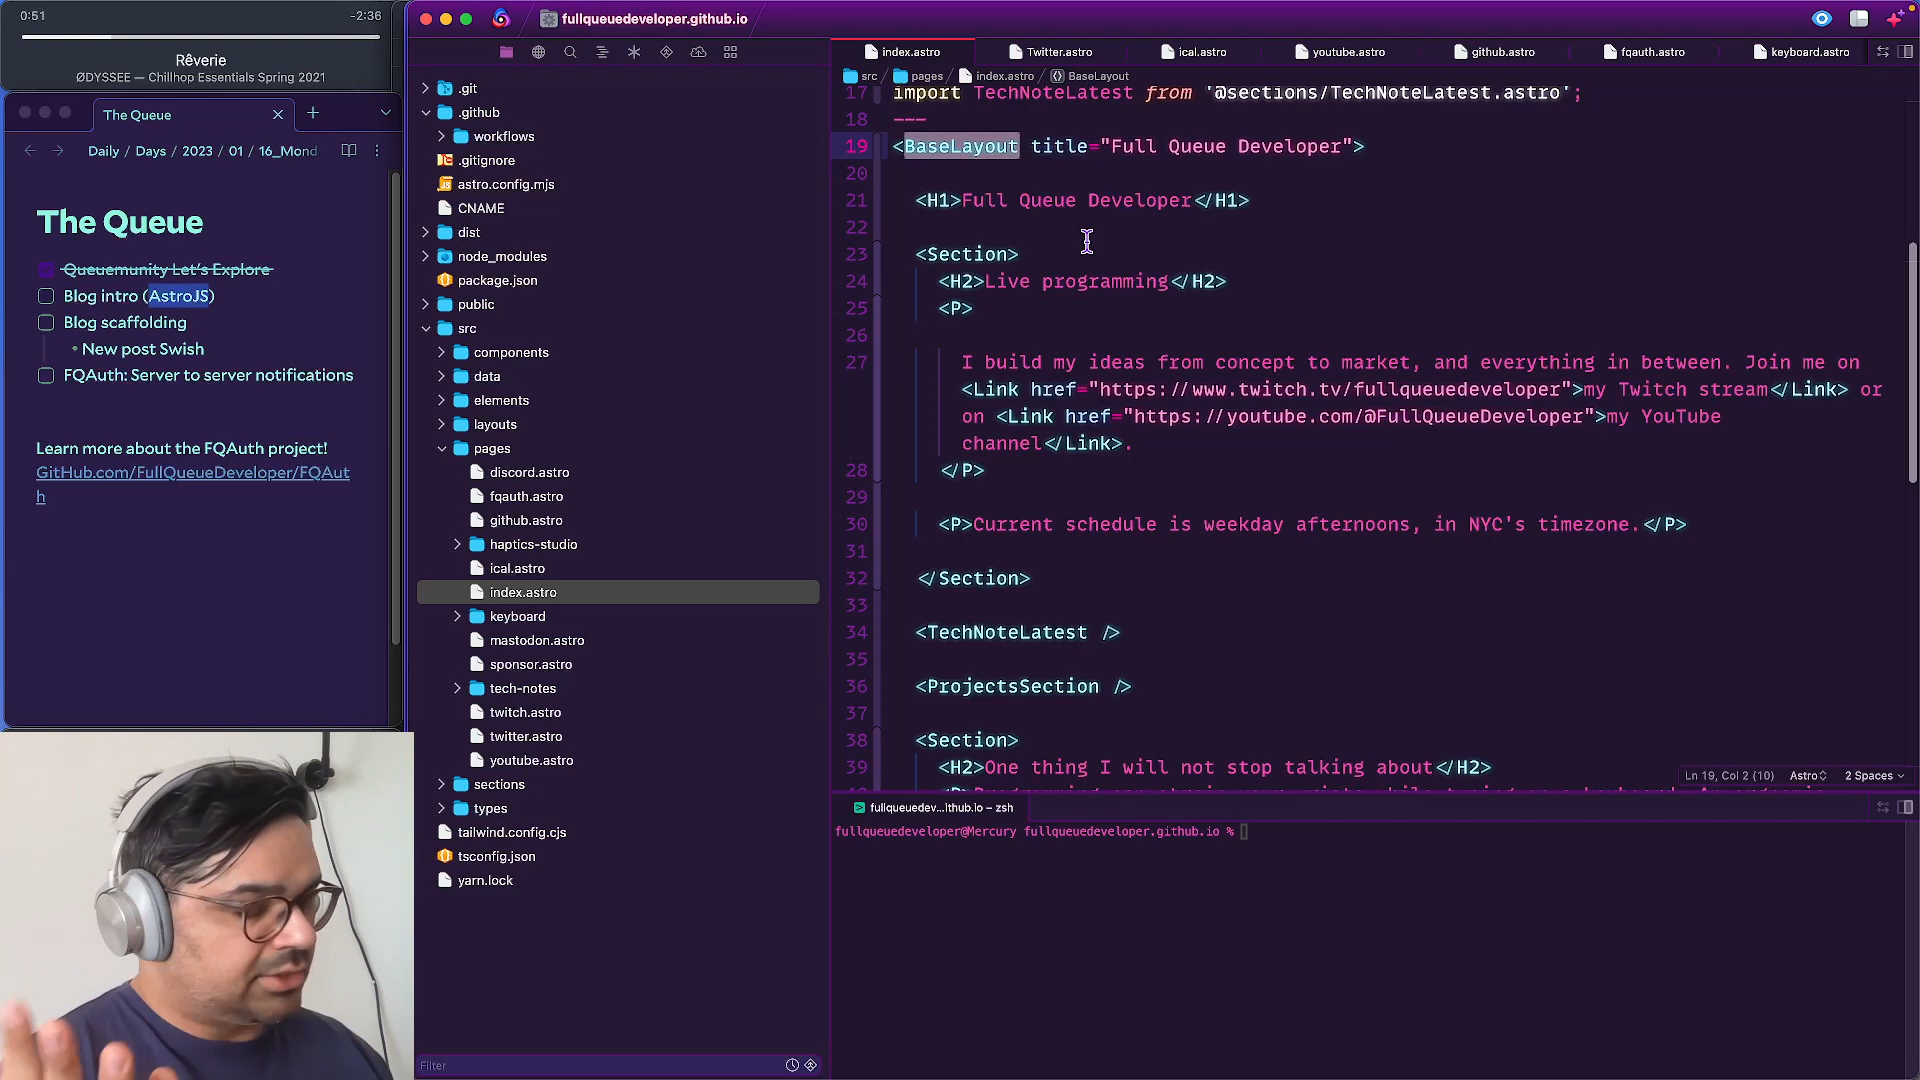 0:51
-2:36
Rêverie
ØDYSSEE — Chillhop Essentials Spring 2021
The Queue
Daily / Days / 2023 / 01 / 16_Mond
The Queue
Queuemunity Let's Explore
Blog intro (AstroJS)
Blog scaffolding
• New post Swish
FQAuth: Server to server notifications
Learn more about the FQAuth project!
GitHub.com/FullQueueDeveloper/FQAut
h
fullqueuedeveloper.github.io
.git
.github
workflows
.gitignore
astro.config.mjs
CNAME
dist
node_modules
package.json
public
src
components
data
elements
layouts
pages
discord.astro
fqauth.astro
github.astro
haptics-studio
ical.astro
index.astro
keyboard
mastodon.astro
sponsor.astro
tech-notes
twitch.astro
twitter.astro
youtube.astro
sections
types
tailwind.config.cjs
tsconfig.json
yarn.lock
Filter
index.astro
Twitter.astro
ical.astro
youtube.astro
github.astro
fqauth.astro
keyboard.astro
src
pages
index.astro
BaseLayout
17 import TechNoteLatest from '@sections/TechNoteLatest.astro';
18 ---
19 <BaseLayout title="Full Queue Developer">
20
21 <H1>Full Queue Developer</H1>
22
23 <Section>
24 <H2>Live programming</H2>
25 <P>
26
27 I build my ideas from concept to market, and everything in between. Join me on
<Link href="https://www.twitch.tv/fullqueuedeveloper">my Twitch stream</Link> or
on <Link href="https://youtube.com/@FullQueueDeveloper">my YouTube
channel</Link>.
28 </P>
29
30 <P>Current schedule is weekday afternoons, in NYC's timezone.</P>
31
32 </Section>
33
34 <TechNoteLatest />
35
36 <ProjectsSection />
37
38 <Section>
39 <H2>One thing I will not stop talking about</H2>
Ln 19, Col 2 (10)
Astro
2 Spaces
fullqueuedev...ithub.io – zsh
fullqueuedeveloper@Mercury fullqueuedeveloper.github.io %